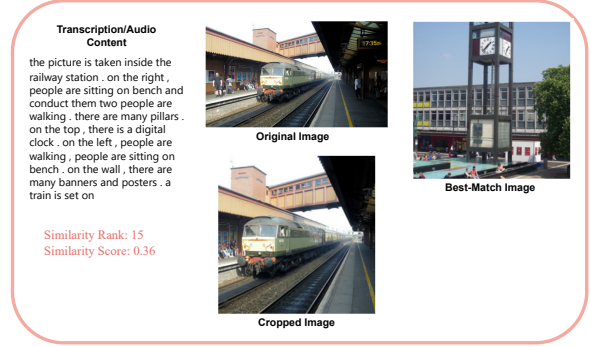 Transcription/Audio
Content
the picture is taken inside the
railway station . on the right ,
people are sitting on bench and
conduct them two people are
walking . there are many pillars .
on the top , there is a digital
clock . on the left , people are
walking , people are sitting on
bench . on the wall , there are
many banners and posters . a
train is set on
Similarity Rank: 15
Similarity Score: 0.36
17:35
Original Image
Cropped Image
Best-Match Image